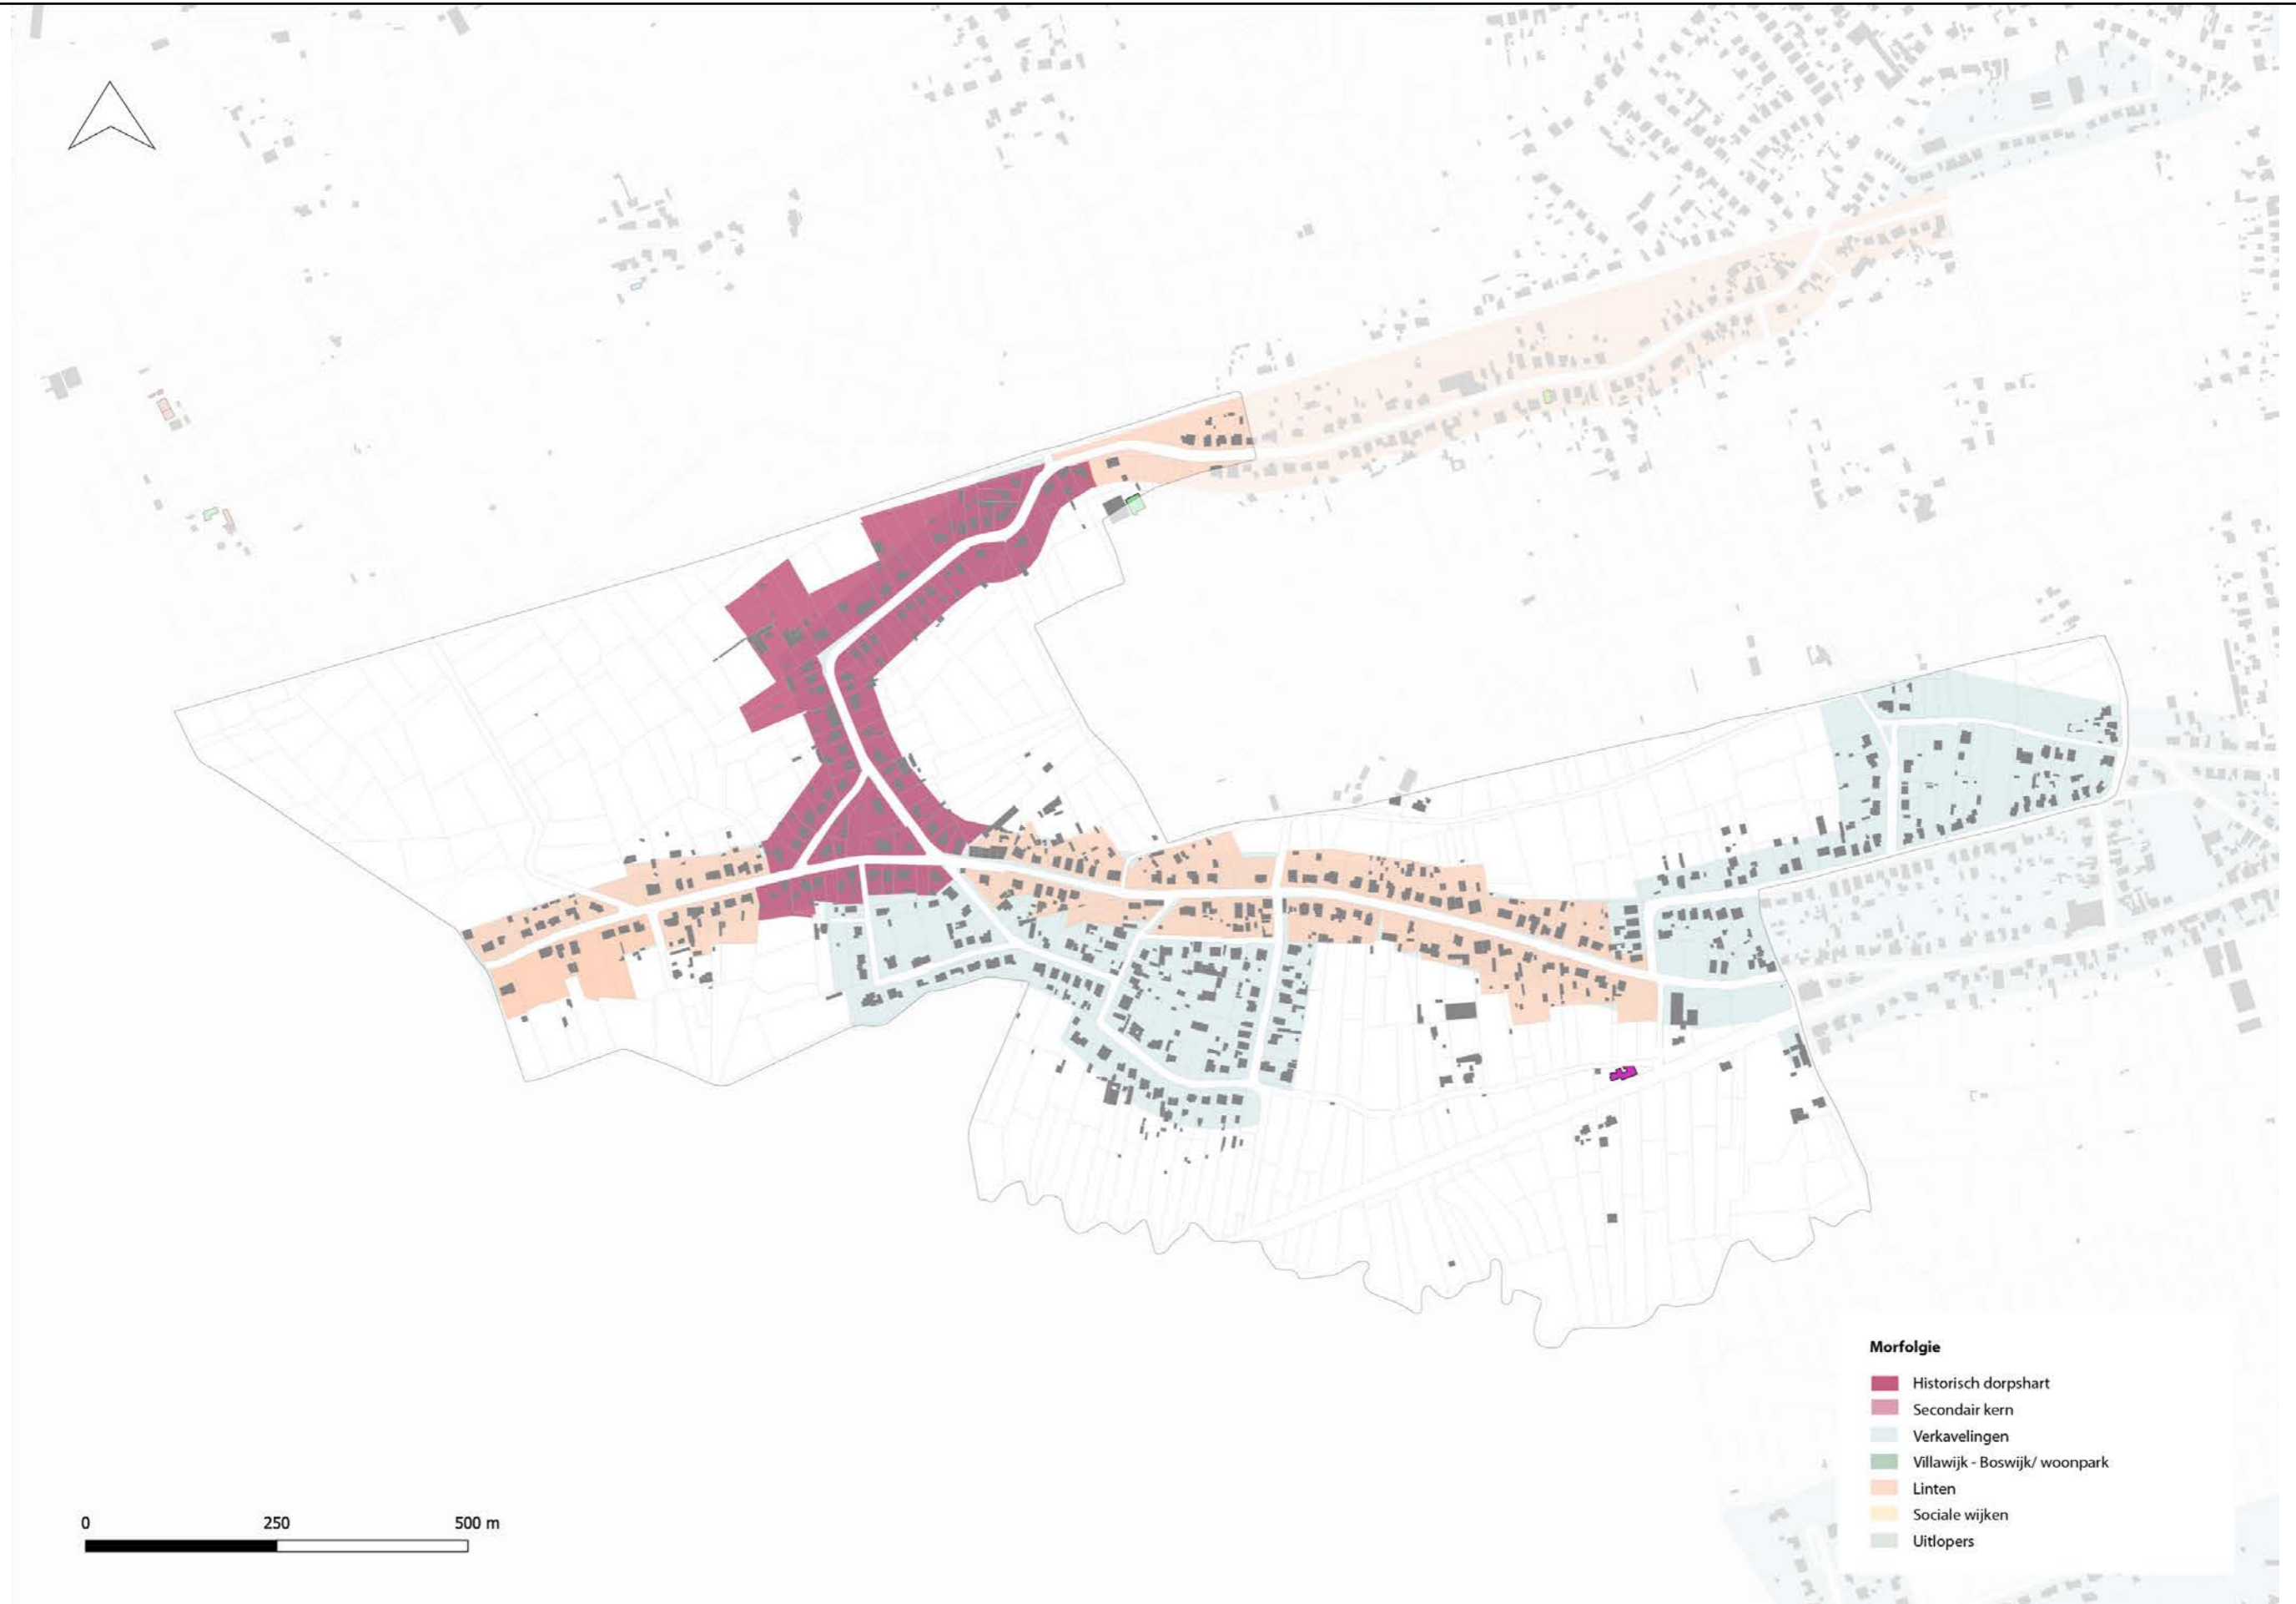 Morfolgie
Historisch dorpshart
Secondair kern
Verkavelingen
Villawijk - Boswijk/ woonpark
Linten
Sociale wijken
Uitlopers
0 250 500 m